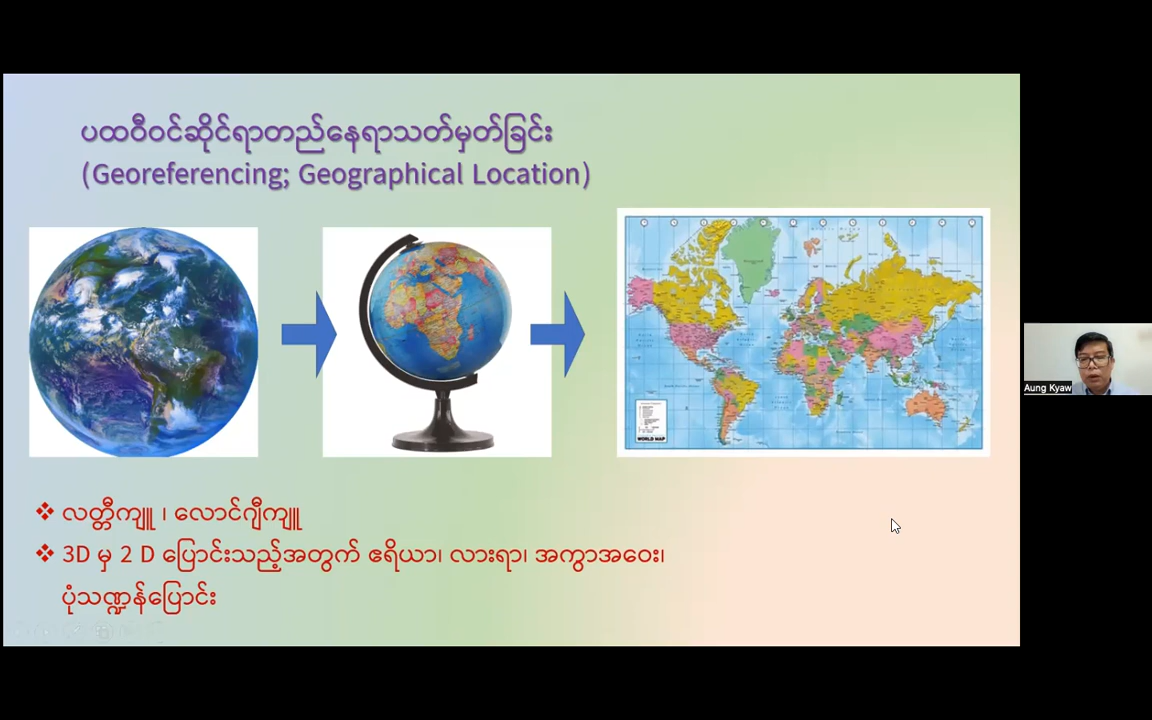 ပထဝီဝင်ဆိုင်ရာတည်နေရာသတ်မှတ်ခြင်း
(Georeferencing; Geographical Location)
WORLD MAP
Aung Kyaw
❖ လတ္တီကျူ ၊ လောင်ဂျီကျူ
❖ 3D မှ 2 D ပြောင်းသည့်အတွက် ဧရိယာ၊ လားရာ၊ အကွာအဝေး၊
ပုံသဏ္ဍာန်ပြောင်း